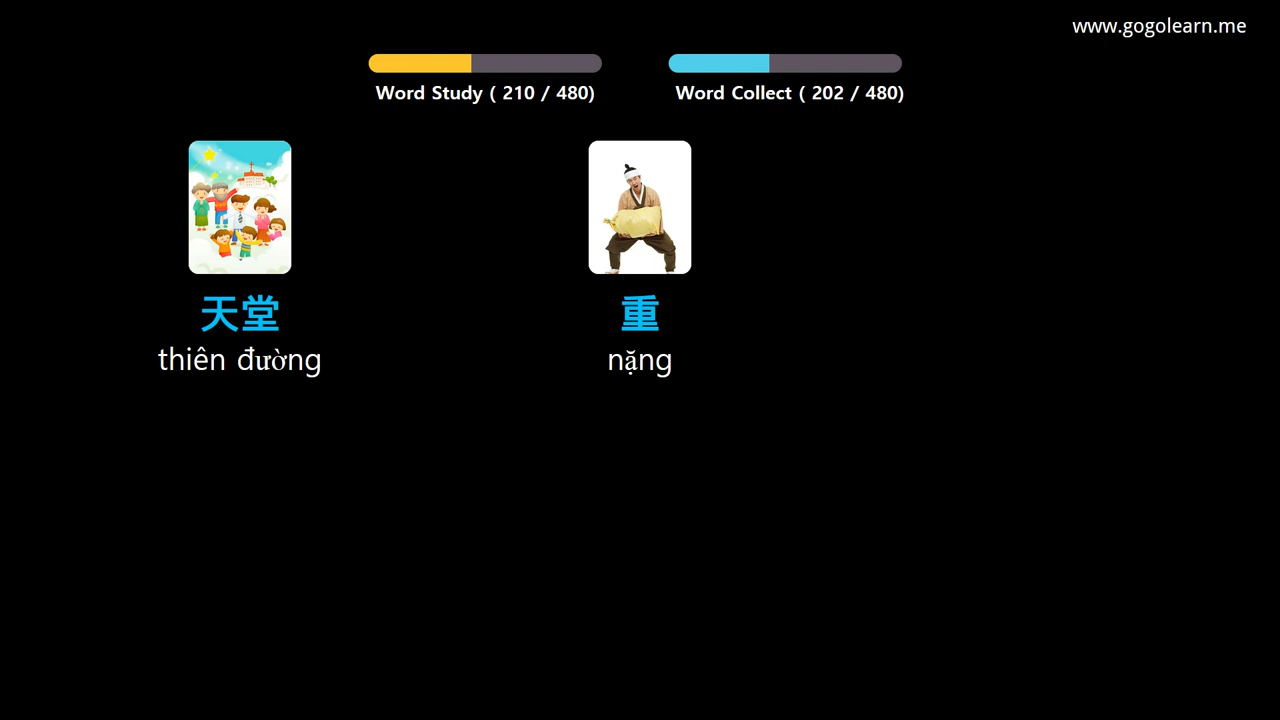 www.gogolearn.me
Word Study ( 210 / 480)
Word Collect ( 202 / 480)
天堂
thiên đường
重
nặng